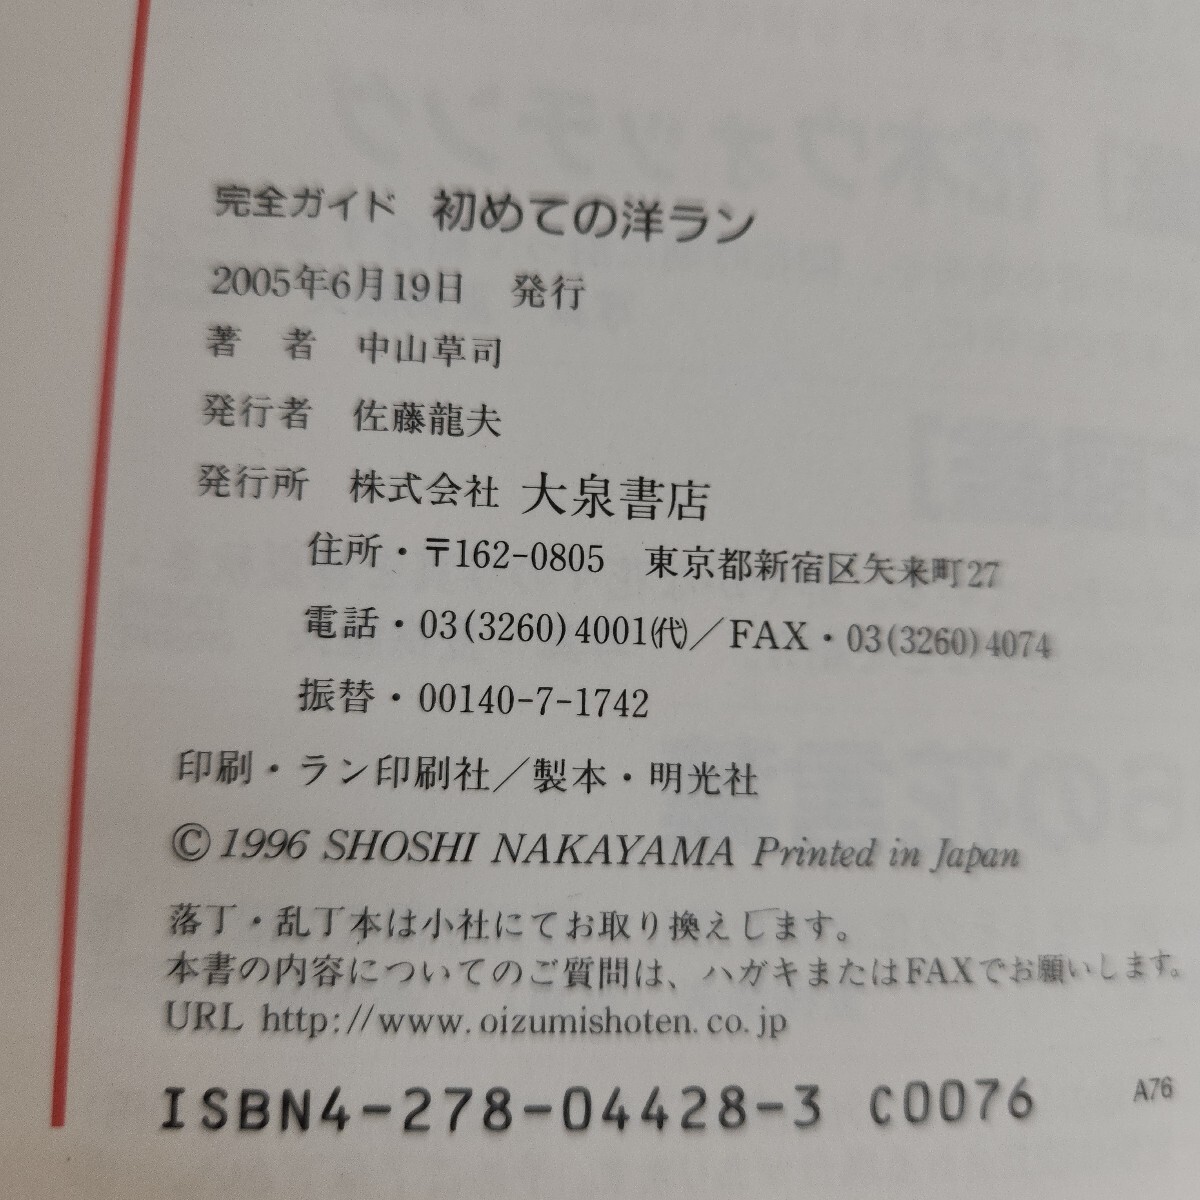 完全ガイド 初めての洋ラン
2005年6月19日 発行
著 者 中山草司
発行者 佐藤龍夫
発行所 株式会社 大泉書店
住所・〒162-0805 東京都新宿区矢来町27
電話・03(3260)4001㈹／FAX・03(3260)4074
振替・00140-7-1742
印刷・ラン印刷社／製本・明光社
©1996 SHOSHI NAKAYAMA Printed in Japan
落丁・乱丁本は小社にてお取り換えします。
本書の内容についてのご質問は、ハガキまたはFAXでお願いします。
URL http://www.oizumishoten.co.jp
ISBN4-278-04428-3 C0076
A76